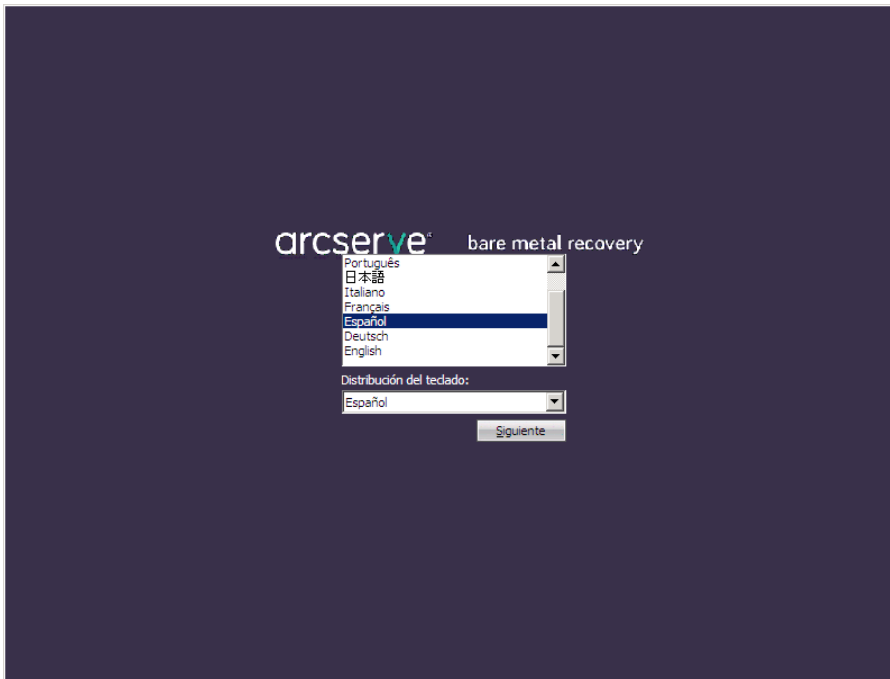 arcserve® bare metal recovery
Português
日本語
Italiano
Français
Español
Deutsch
English
Distribución del teclado:
Español
Siguiente